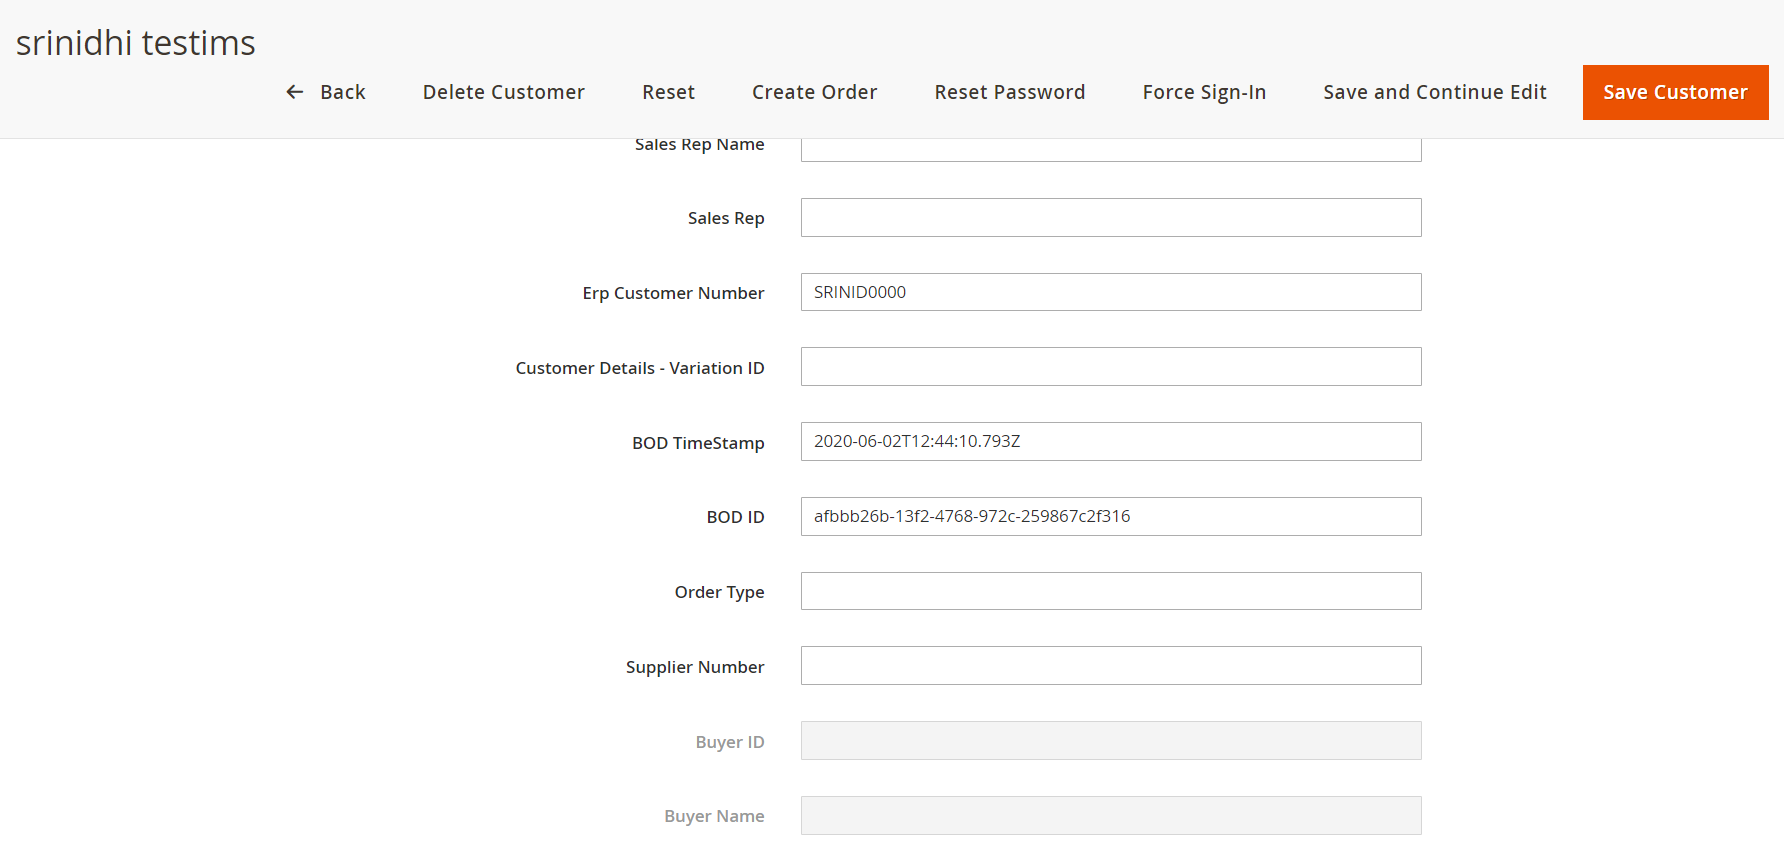 srinidhi testims
← Back Delete Customer Reset Create Order Reset Password Force Sign-In Save and Continue Edit Save Customer
Sales Rep Name
Sales Rep
Erp Customer Number SRINID0000
Customer Details - Variation ID
BOD TimeStamp 2020-06-02T12:44:10.793Z
BOD ID afbbb26b-13f2-4768-972c-259867c2f316
Order Type
Supplier Number
Buyer ID
Buyer Name